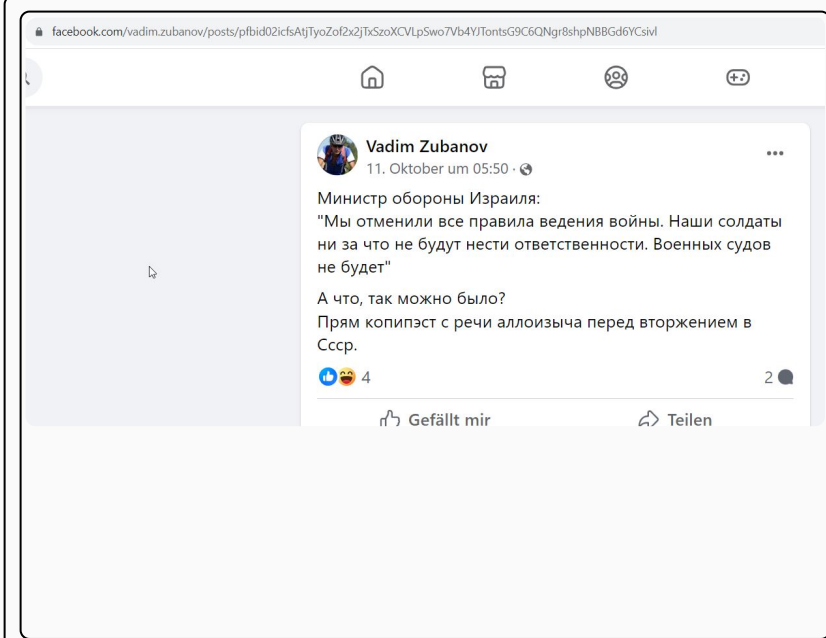 facebook.com/vadim.zubanov/posts/pfbid02icfsAtjTyoZof2x2jTxSzoXCVLpSwo7Vb4YJTontsG9C6QNgr8shpNBBGd6YCsivl
Vadim Zubanov
11. Oktober um 05:50 ·
Министр обороны Израиля:
"Мы отменили все правила ведения войны. Наши солдаты
ни за что не будут нести ответственности. Военных судов
не будет"
А что, так можно было?
Прям копипэст с речи аллоизыча перед вторжением в
Ссср.
4
2
Gefällt mir
Teilen